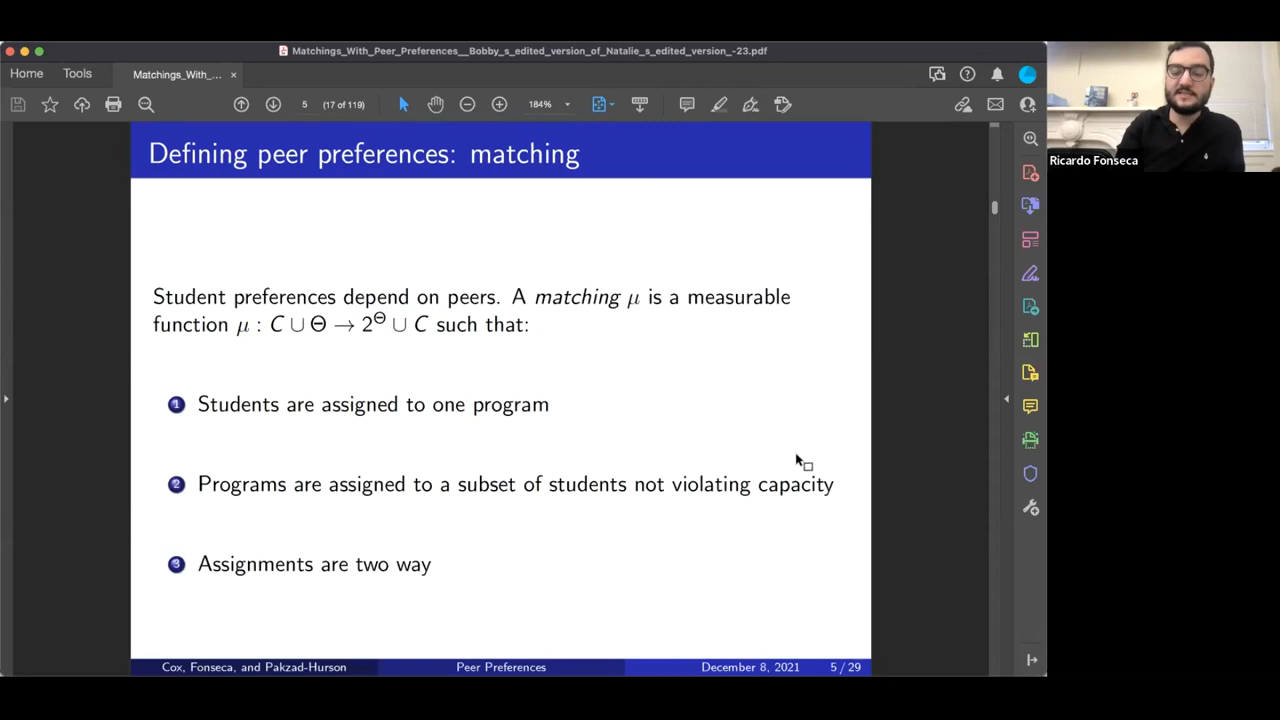 Matchings_With_Peer_Preferences__Bobby_s_edited_version_of_Natalie_s_edited_version_-23.pdf
Home
Tools
Matchings_With_...
5
(17 of 119)
184%
Ricardo Fonseca
Defining peer preferences: matching
Student preferences depend on peers. A matching μ is a measurable
function μ : C ∪ Θ → 2^Θ ∪ C such that:
1 Students are assigned to one program
2 Programs are assigned to a subset of students not violating capacity
3 Assignments are two way
Cox, Fonseca, and Pakzad-Hurson
Peer Preferences
December 8, 2021
5 / 29